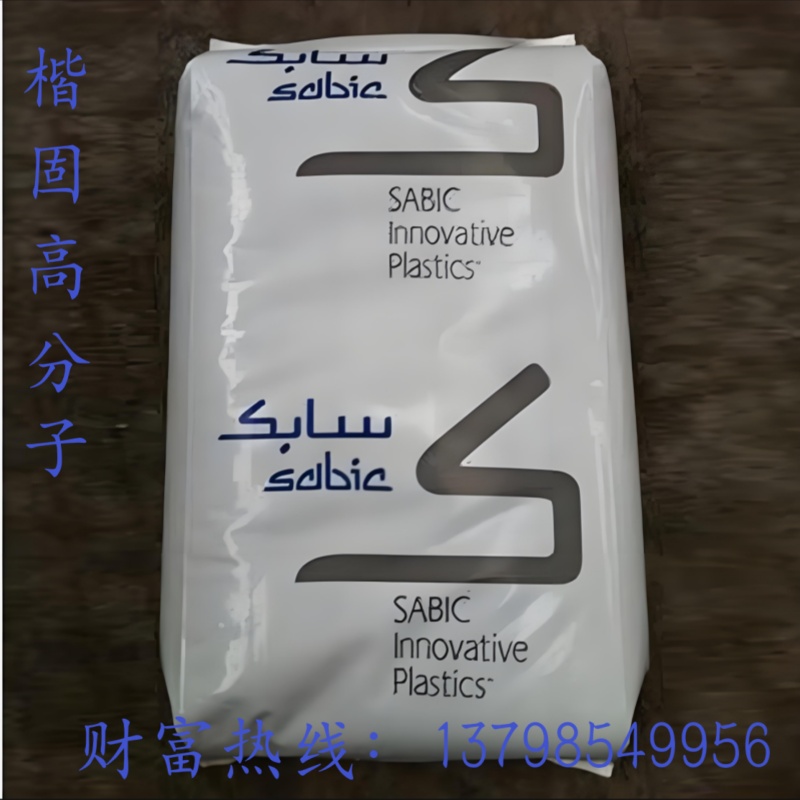 楷固高分子
سابك
sabic
SABIC
Innovative
Plastics™
سابك
sabic
SABIC
Innovative
Plastics™
财富热线：13798549956